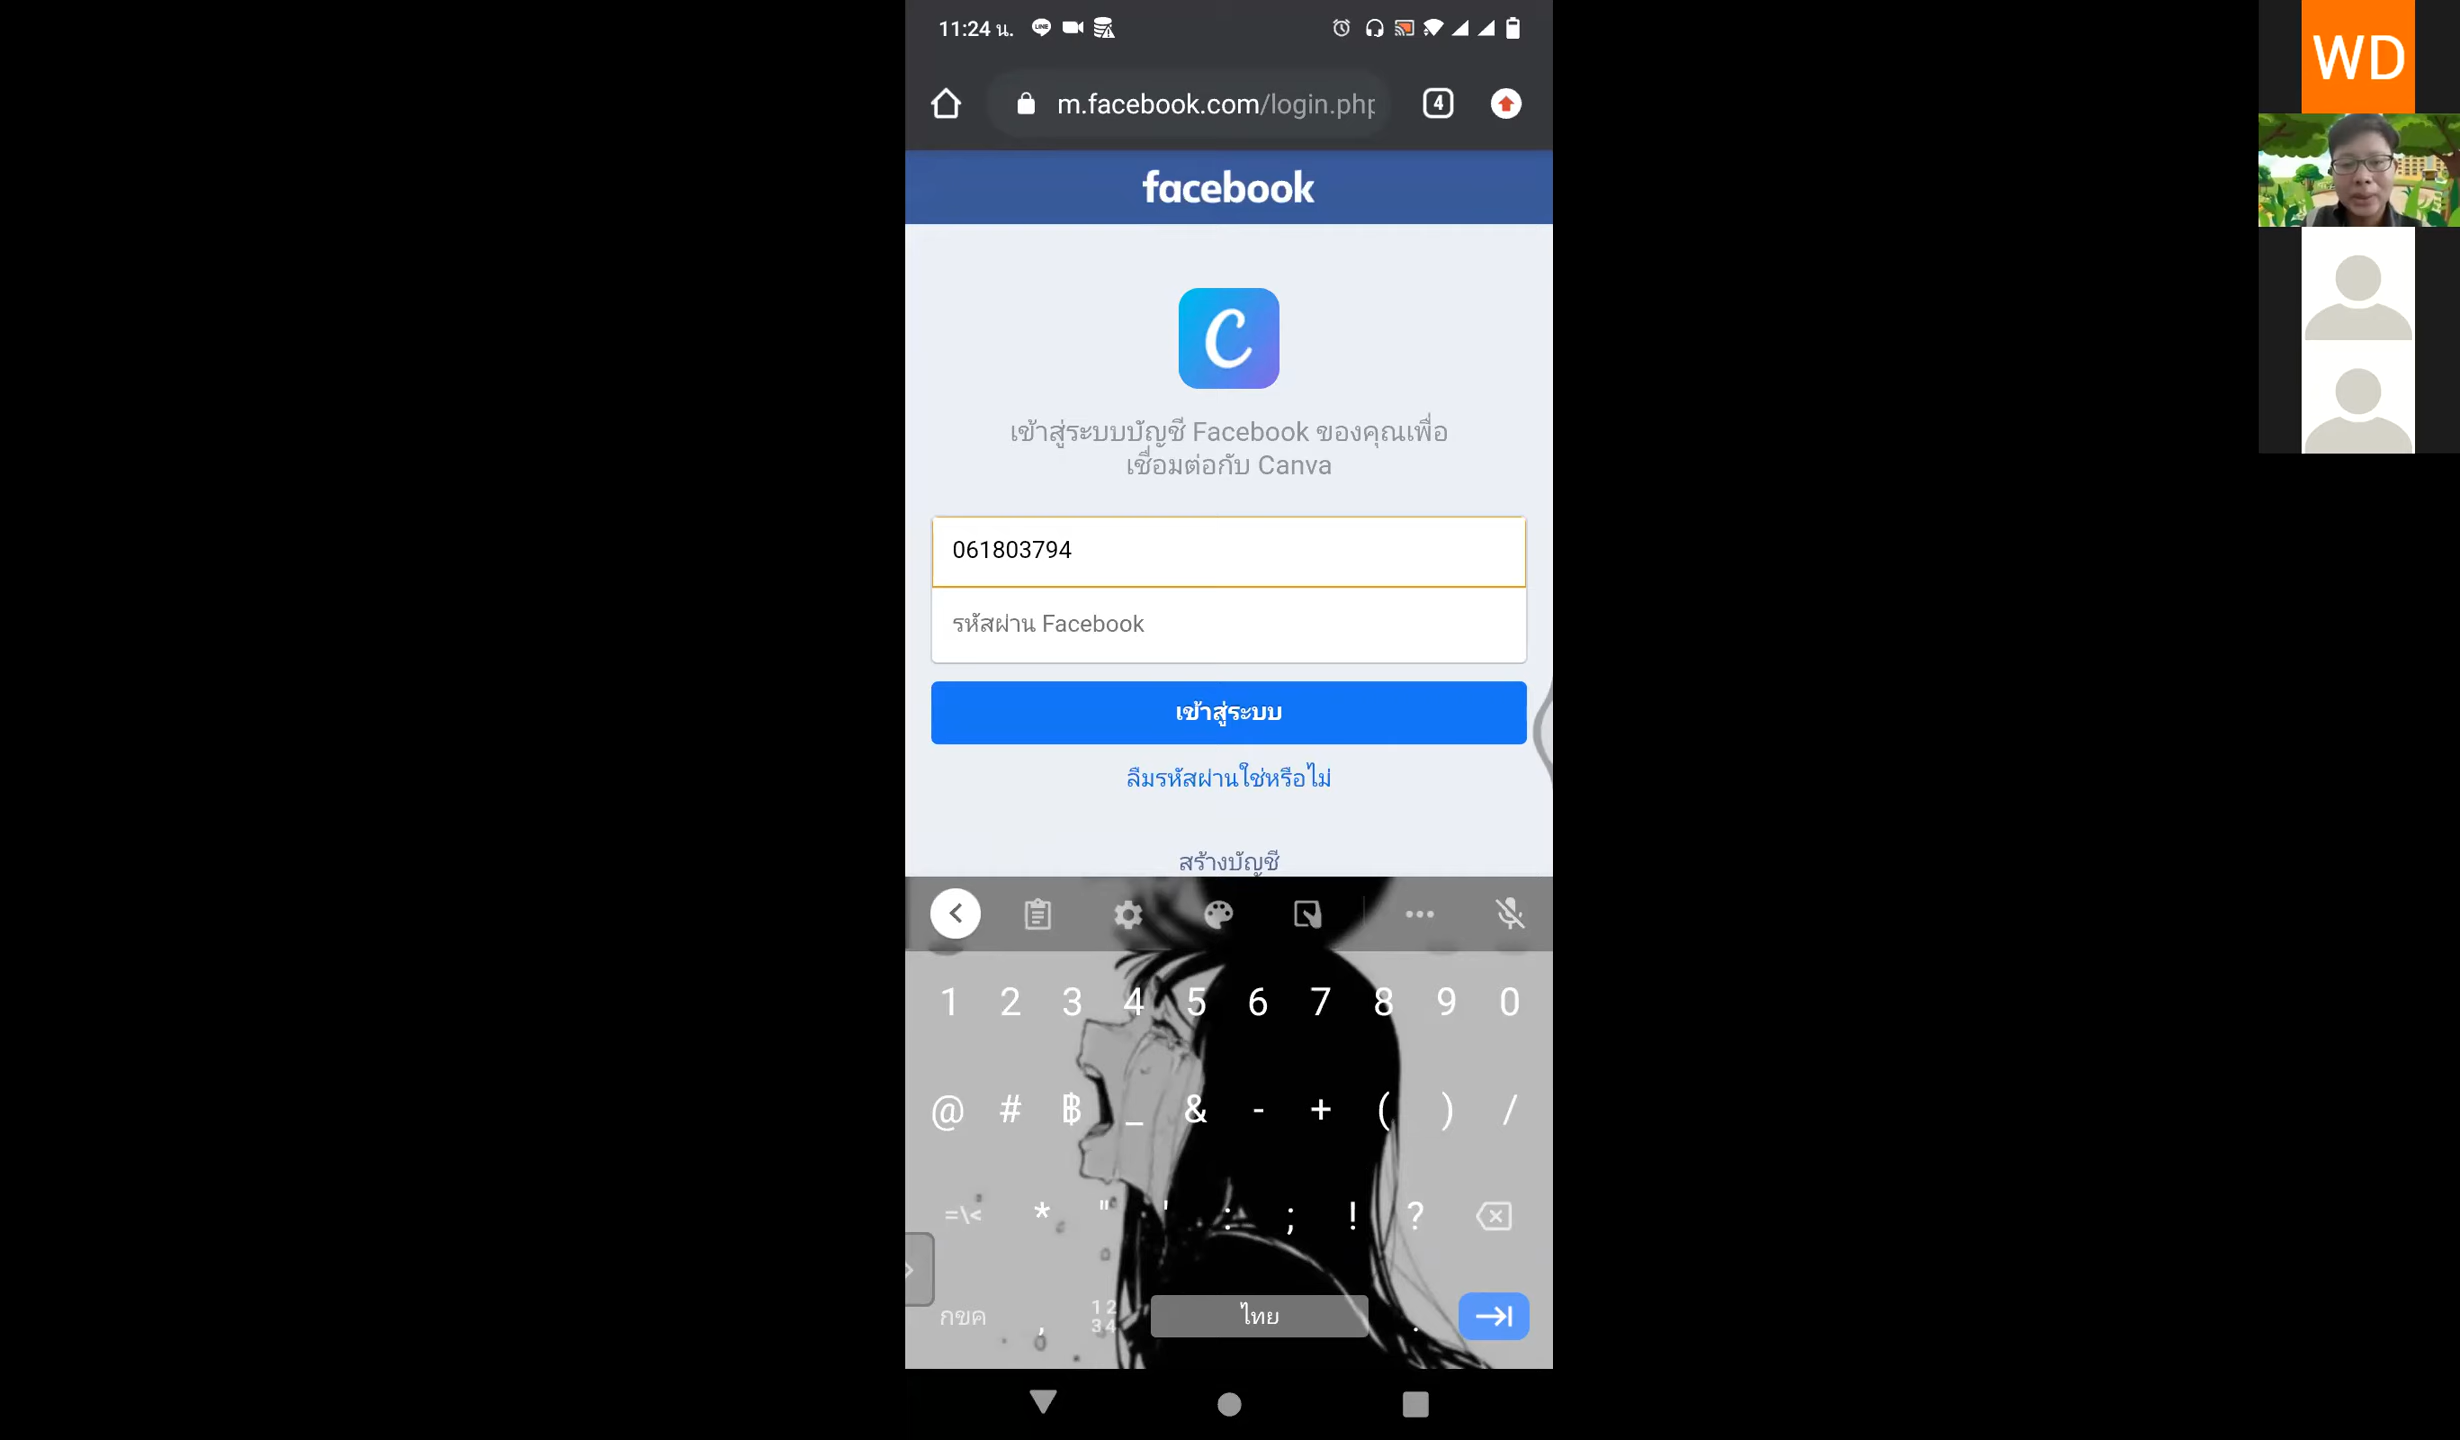 11:24 น.
LINE
m.facebook.com/login.php
4
WD
facebook
C
เข้าสู่ระบบบัญชี Facebook ของคุณเพื่อ
เชื่อมต่อกับ Canva
061803794
รหัสผ่าน Facebook
เข้าสู่ระบบ
ลืมรหัสผ่านใช่หรือไม่
สร้างบัญชี
1 2 3 4 5 6 7 8 9 0
@ # ฿ _ & - + ( ) /
=\< * " ' : ; ! ?
กขค , 12 34 ไทย .